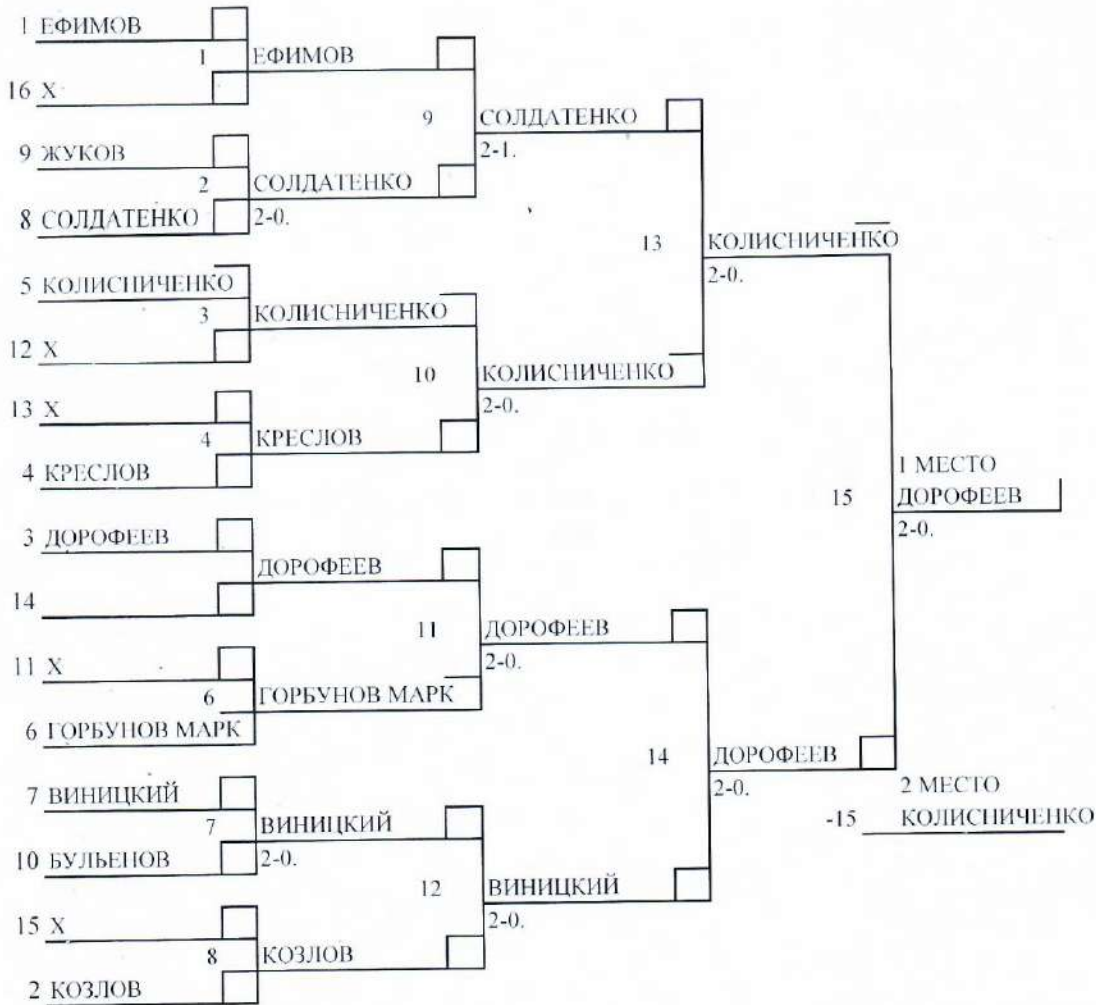 1 ЕФИМОВ
1 ЕФИМОВ
16 Х
9 СОЛДАТЕНКО
2-1.
9 ЖУКОВ
2 СОЛДАТЕНКО
8 СОЛДАТЕНКО 2-0.
13 КОЛИСНИЧЕНКО
2-0.
5 КОЛИСНИЧЕНКО
3 КОЛИСНИЧЕНКО
12 Х
10 КОЛИСНИЧЕНКО
2-0.
13 Х
4 КРЕСЛОВ
4 КРЕСЛОВ
1 МЕСТО
15 ДОРОФЕЕВ
2-0.
3 ДОРОФЕЕВ
ДОРОФЕЕВ
14
11 ДОРОФЕЕВ
2-0.
11 Х
6 ГОРБУНОВ МАРК
6 ГОРБУНОВ МАРК
14 ДОРОФЕЕВ
2-0.
2 МЕСТО
-15 КОЛИСНИЧЕНКО
7 ВИНИЦКИЙ
7 ВИНИЦКИЙ
10 БУЛЬЕНОВ 2-0.
12 ВИНИЦКИЙ
2-0.
15 Х
8 КОЗЛОВ
2 КОЗЛОВ